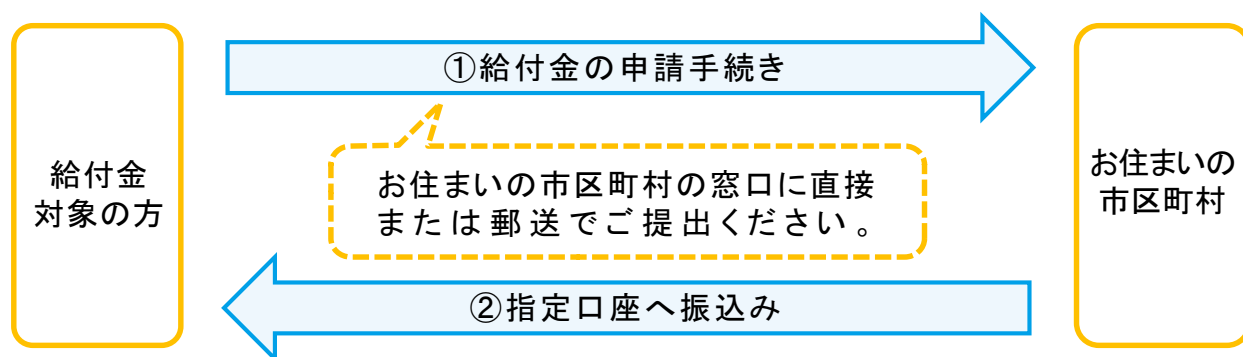 ①給付金の申請手続き
給付金
対象の方
お住まいの市区町村の窓口に直接
または郵送でご提出ください。
お住まいの
市区町村
②指定口座へ振込み